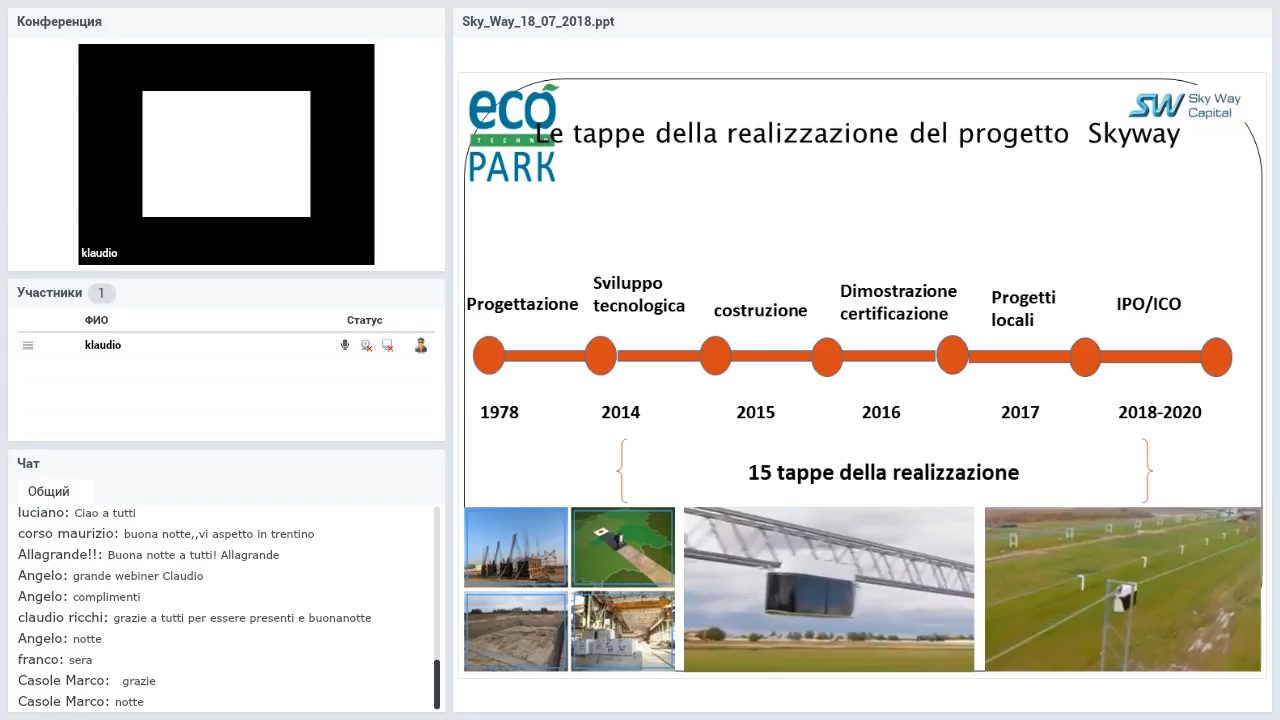 Конференция
klaudio
Участники 1
ФИО Статус
klaudio
Чат
Общий
luciano: Ciao a tutti
corso maurizio: buona notte,,vi aspetto in trentino
Allagrande!!: Buona notte a tutti! Allagrande
Angelo: grande webiner Claudio
Angelo: complimenti
claudio ricchi: grazie a tutti per essere presenti e buonanotte
Angelo: notte
franco: sera
Casole Marco: grazie
Casole Marco: notte
Sky_Way_18_07_2018.ppt
eco
TECHNO
PARK
SW Sky Way
Capital
Le tappe della realizzazione del progetto Skyway
Progettazione
Sviluppo
tecnologica
costruzione
Dimostrazione
certificazione
Progetti
locali
IPO/ICO
1978 2014 2015 2016 2017 2018-2020
15 tappe della realizzazione